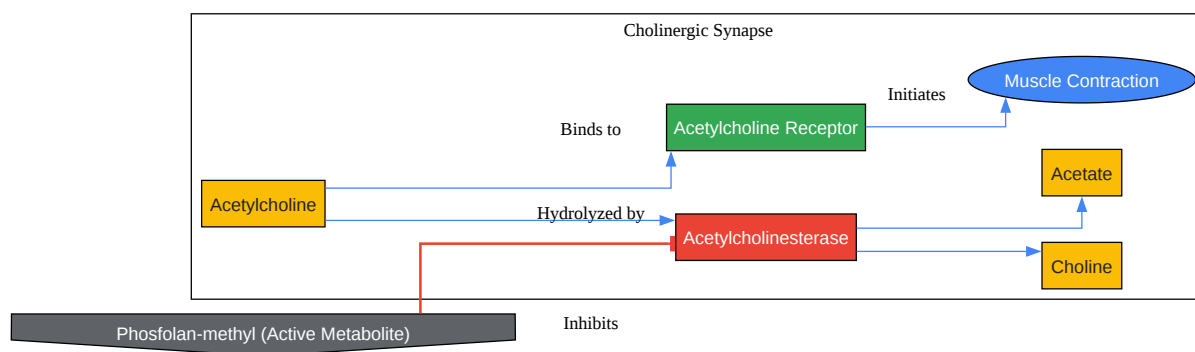 Cholinergic Synapse
Muscle Contraction
Initiates
Binds to
Acetylcholine Receptor
Acetate
Acetylcholine
Hydrolyzed by
Acetylcholinesterase
Choline
Phosfolan-methyl (Active Metabolite)
Inhibits